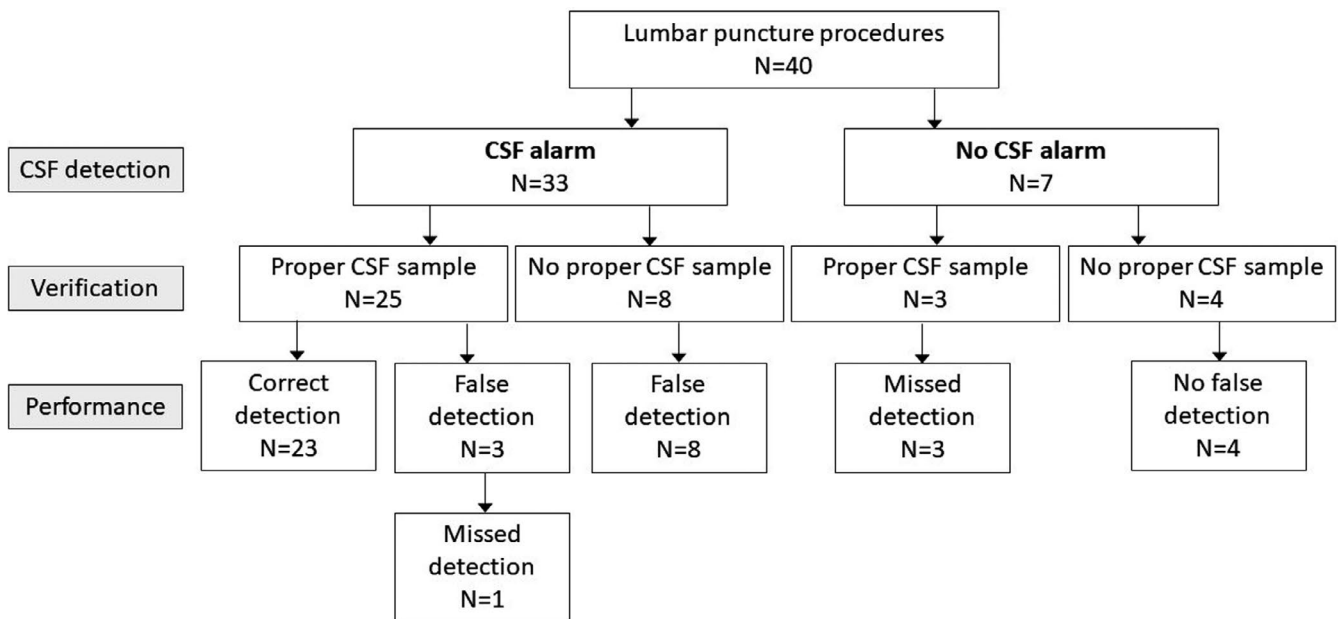 Lumbar puncture procedures
N=40
CSF detection
CSF alarm
N=33
No CSF alarm
N=7
Verification
Proper CSF sample
N=25
No proper CSF sample
N=8
Proper CSF sample
N=3
No proper CSF sample
N=4
Performance
Correct
detection
N=23
False
detection
N=3
False
detection
N=8
Missed
detection
N=3
No false
detection
N=4
Missed
detection
N=1